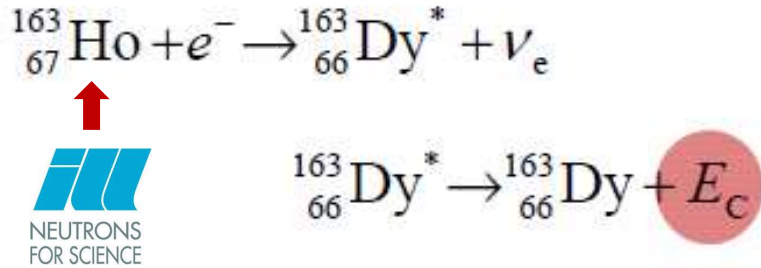 ¹⁶³₆₇Ho + e⁻ → ¹⁶³₆₆Dy* + νₑ
¹⁶³₆₆Dy* → ¹⁶³₆₆Dy + E_C
ill
NEUTRONS
FOR SCIENCE